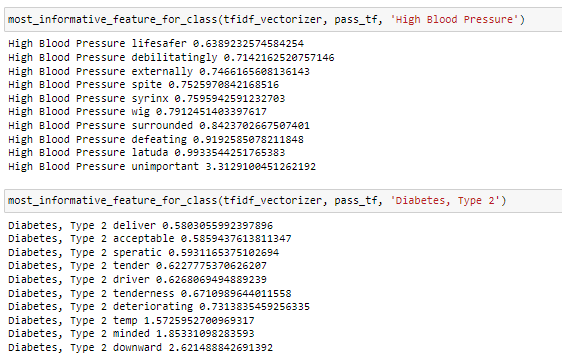 most_informative_feature_for_class(tfidf_vectorizer, pass_tf, 'High Blood Pressure')
High Blood Pressure lifesafer 0.6389232574584254
High Blood Pressure debilitatingly 0.7142162520757146
High Blood Pressure externally 0.7466165608136143
High Blood Pressure spite 0.7525970842168516
High Blood Pressure syrinx 0.7595942591232703
High Blood Pressure wig 0.7912451403397617
High Blood Pressure surrounded 0.8423702667507401
High Blood Pressure defeating 0.9192585078211848
High Blood Pressure latuda 0.9933544251765383
High Blood Pressure unimportant 3.3129100451262192
most_informative_feature_for_class(tfidf_vectorizer, pass_tf, 'Diabetes, Type 2')
Diabetes, Type 2 deliver 0.5803055992397896
Diabetes, Type 2 acceptable 0.5859437613811347
Diabetes, Type 2 speratic 0.5931165375102694
Diabetes, Type 2 tender 0.6227775370626207
Diabetes, Type 2 driver 0.6268069494889239
Diabetes, Type 2 tenderness 0.6710989644011558
Diabetes, Type 2 deteriorating 0.7313835459256335
Diabetes, Type 2 temp 1.5725952700969317
Diabetes, Type 2 minded 1.85331098283593
Diabetes, Type 2 downward 2.621488842691392